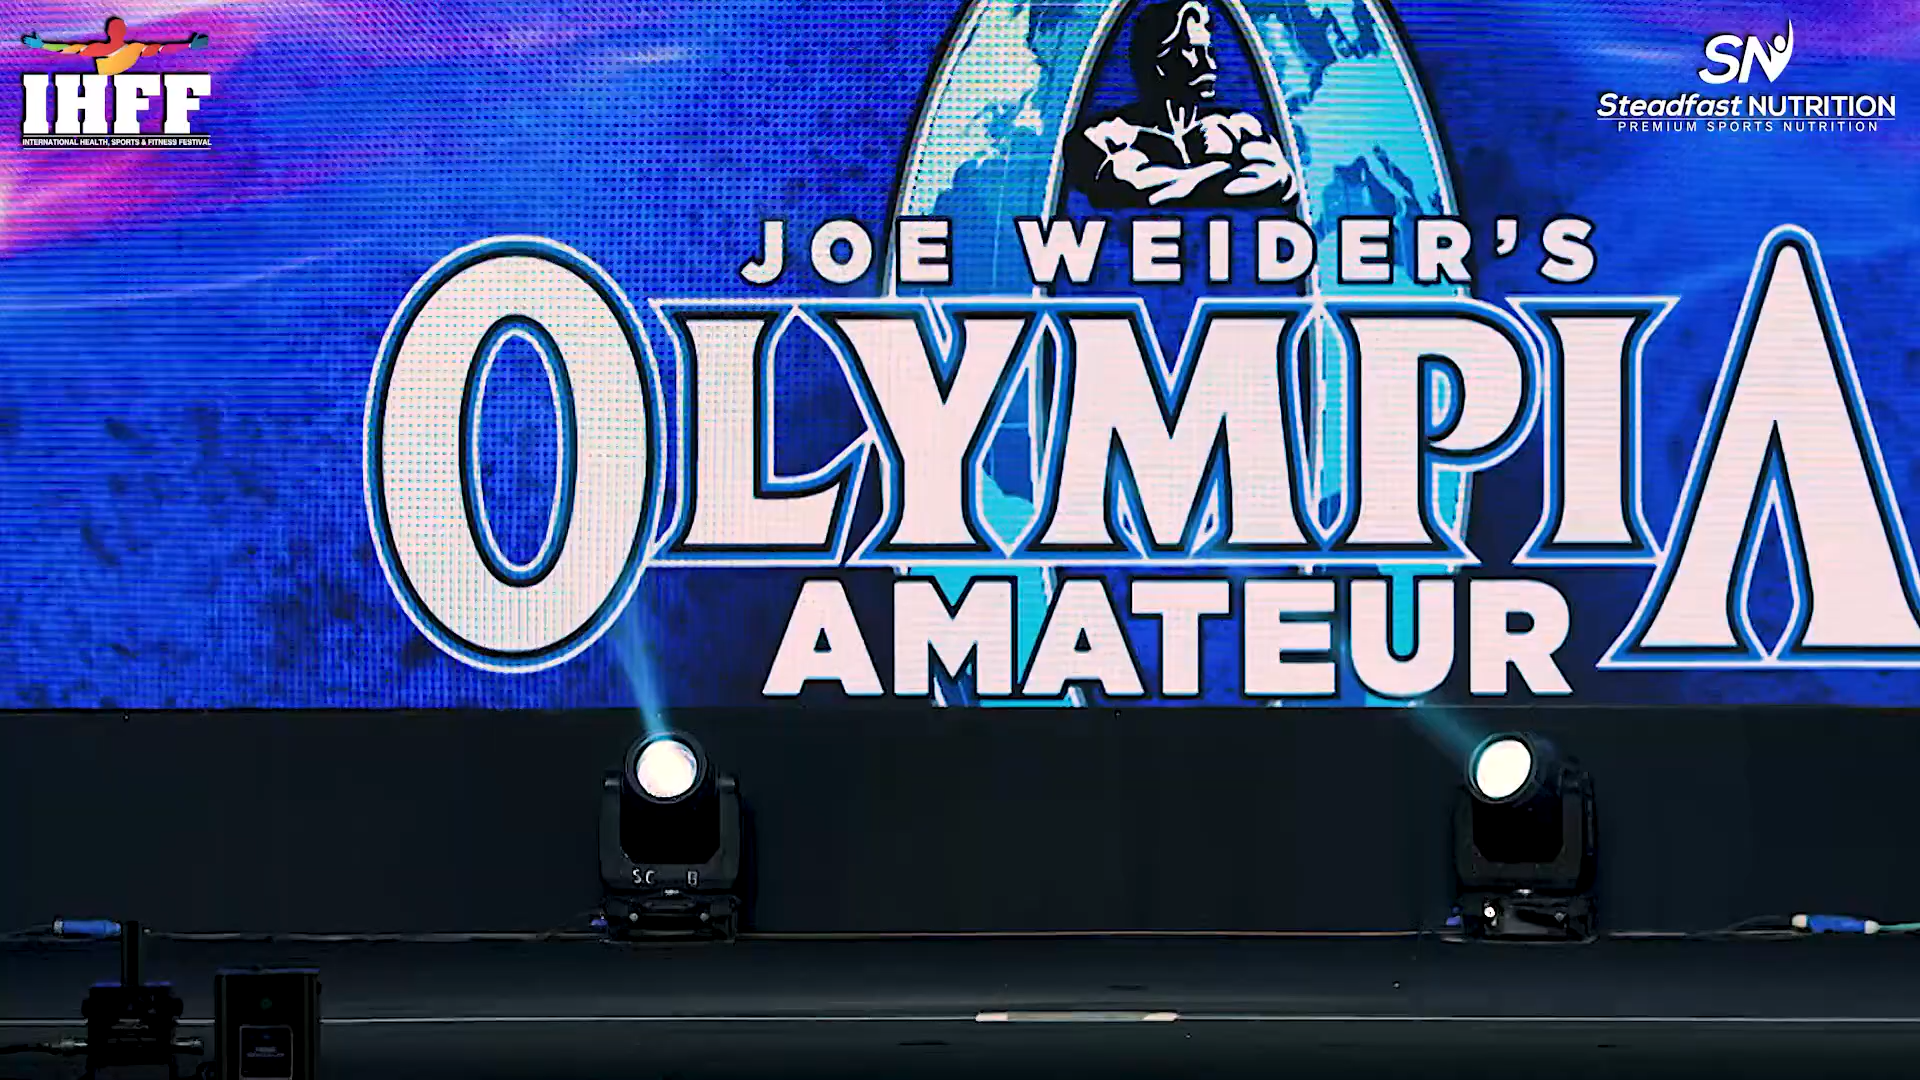 IHFF
INTERNATIONAL HEALTH, SPORTS & FITNESS FESTIVAL
SN
Steadfast NUTRITION
PREMIUM SPORTS NUTRITION
JOE WEIDER'S
OLYMPIA
AMATEUR
S.C B